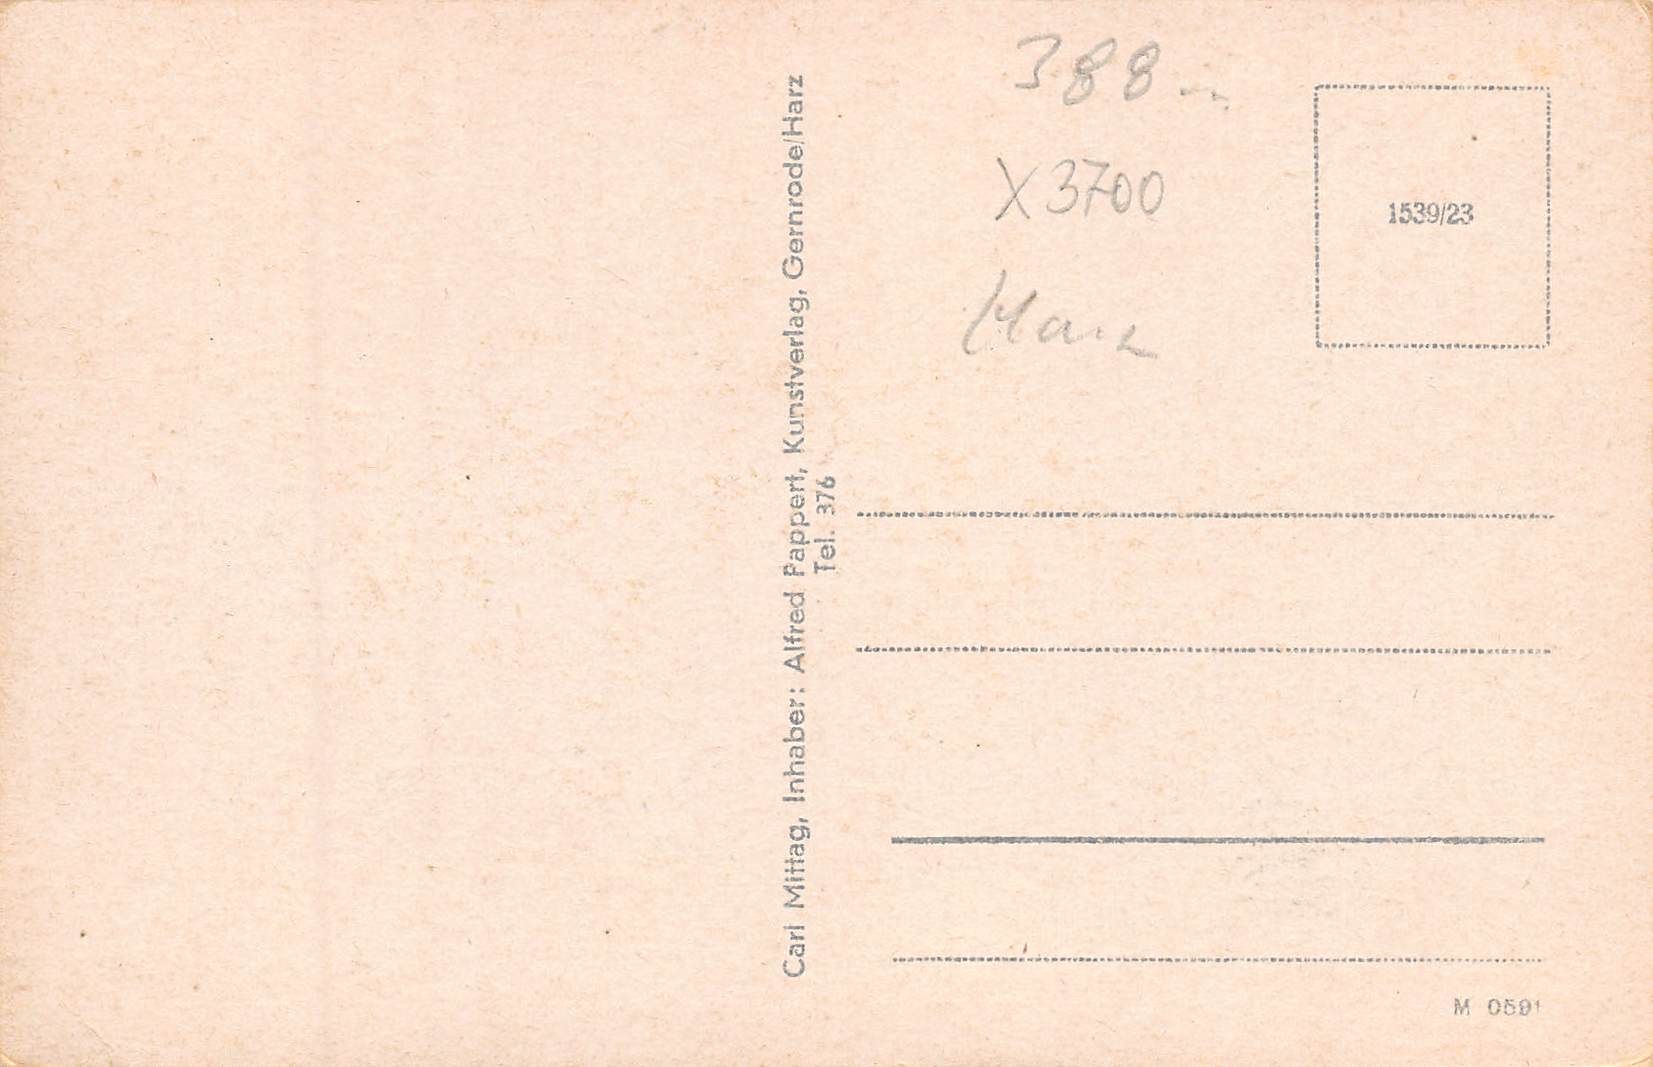 388.-
X3700
Harz
1539/23
Carl Mittag, Inhaber: Alfred Pappert, Kunstverlag, Gernrode/Harz
Tel. 376
M 0591